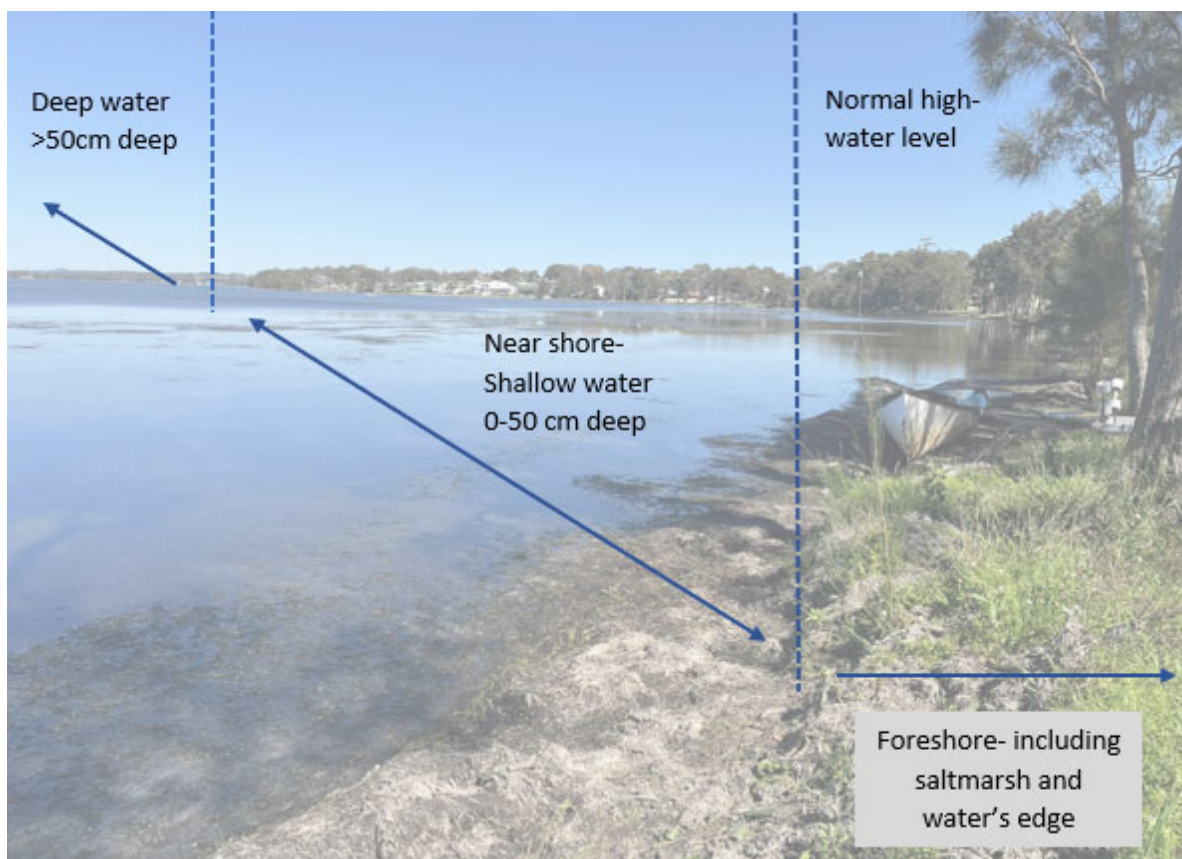 Deep water
>50cm deep
Normal high-
water level
Near shore-
Shallow water
0-50 cm deep
Foreshore- including
saltmarsh and
water's edge